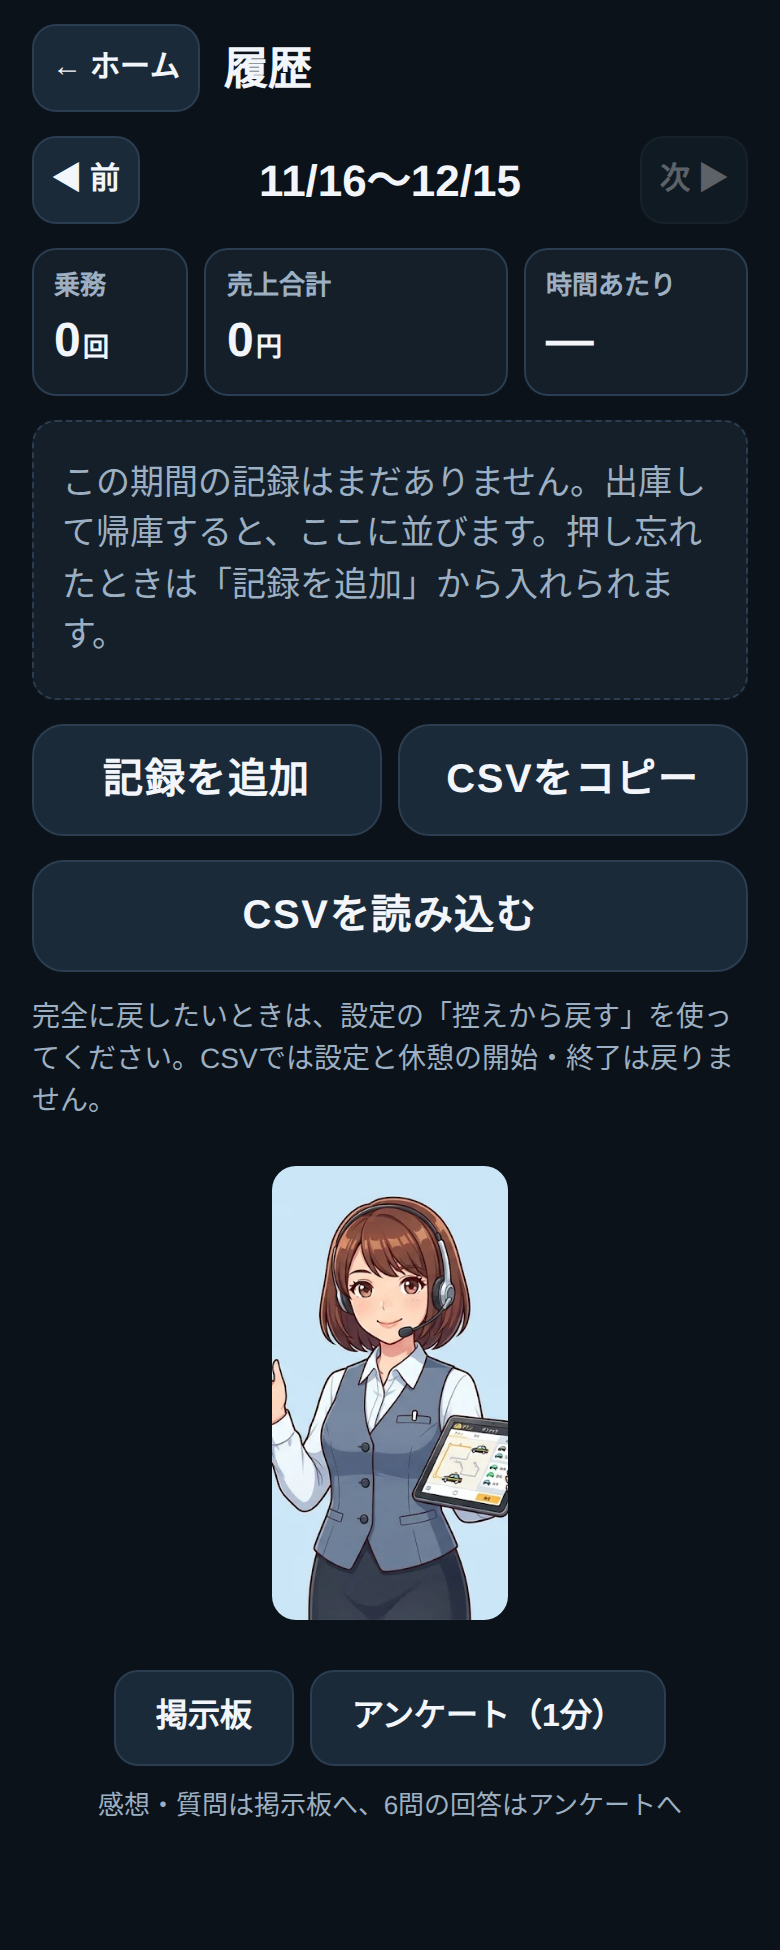 ← ホーム
履歴
◀ 前
11/16〜12/15
次 ▶
乗務
0回
売上合計
0円
時間あたり
—
この期間の記録はまだありません。出庫し
て帰庫すると、ここに並びます。押し忘れ
たときは「記録を追加」から入れられま
す。
記録を追加
CSVをコピー
CSVを読み込む
完全に戻したいときは、設定の「控えから戻す」を使っ
てください。CSVでは設定と休憩の開始・終了は戻りま
せん。
掲示板
アンケート（1分）
感想・質問は掲示板へ、6問の回答はアンケートへ